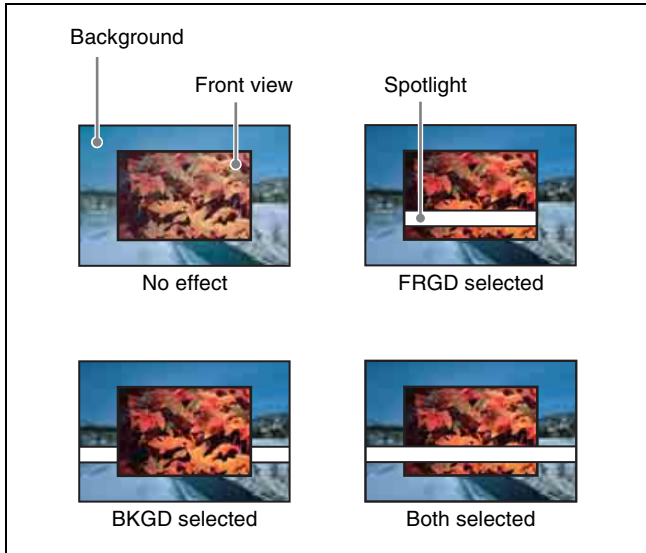 Background
Front view
Spotlight
No effect
FRGD selected
BKGD selected
Both selected